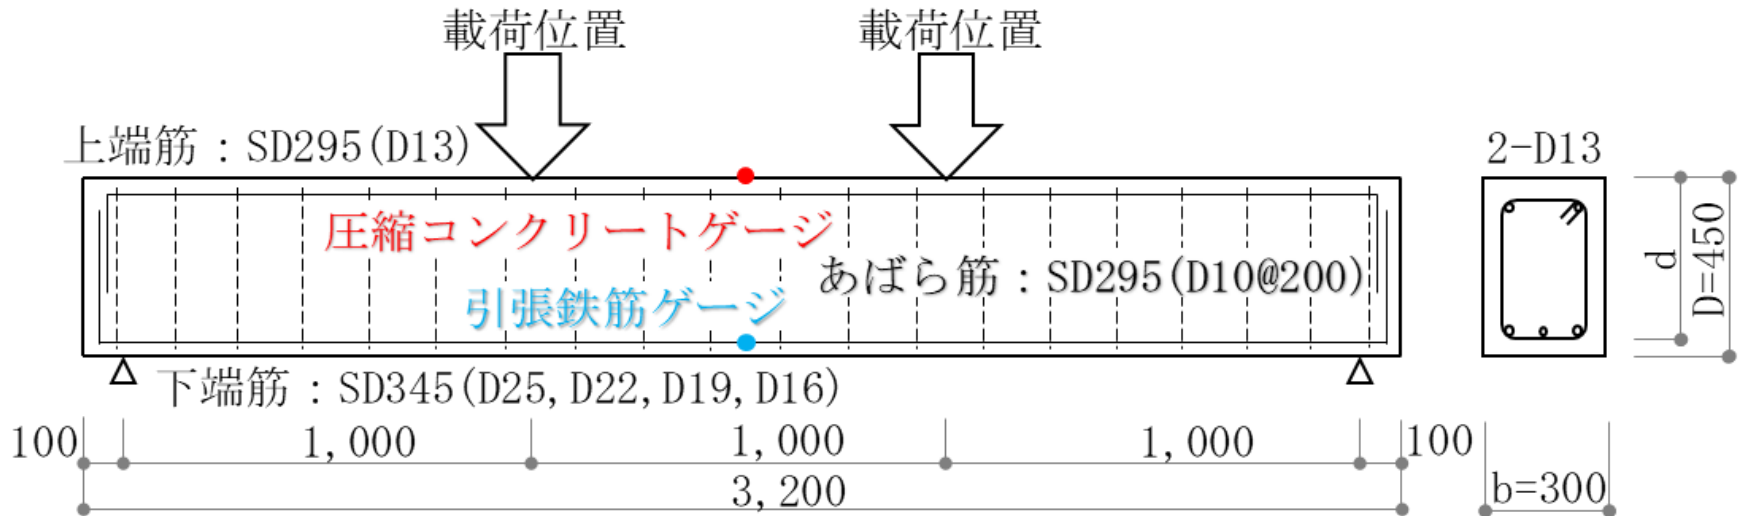 載荷位置
載荷位置
上端筋：SD295(D13)
2-D13
圧縮コンクリートゲージ
あばら筋：SD295(D10@200)
引張鉄筋ゲージ
d
D=450
下端筋：SD345(D25,D22,D19,D16)
100
1,000
1,000
1,000
100
3,200
b=300